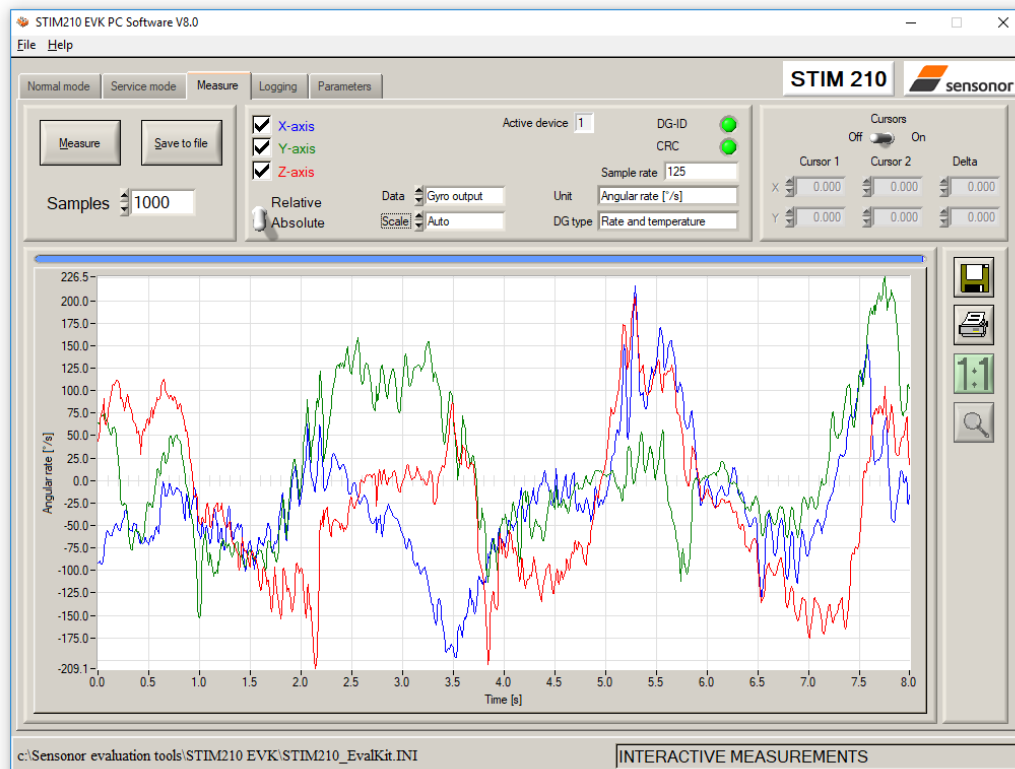 STIM210 EVK PC Software V8.0
File Help
Normal mode Service mode Measure Logging Parameters
STIM 210
sensonor
Measure Save to file
Samples 1000
X-axis
Y-axis
Z-axis
Relative
Absolute
Active device 1
DG-ID
CRC
Sample rate 125
Data Gyro output
Unit Angular rate [°/s]
Scale Auto
DG type Rate and temperature
Cursors
Off On
Cursor 1 Cursor 2 Delta
X 0.000 0.000 0.000
Y 0.000 0.000 0.000
226.5
200.0
175.0
150.0
125.0
100.0
75.0
50.0
25.0
0.0
-25.0
-50.0
-75.0
-100.0
-125.0
-150.0
-175.0
-209.1
Angular rate [°/s]
0.0 0.5 1.0 1.5 2.0 2.5 3.0 3.5 4.0 4.5 5.0 5.5 6.0 6.5 7.0 7.5 8.0
Time [s]
1:1
c:\Sensonor evaluation tools\STIM210 EVK\STIM210_EvalKit.INI
INTERACTIVE MEASUREMENTS